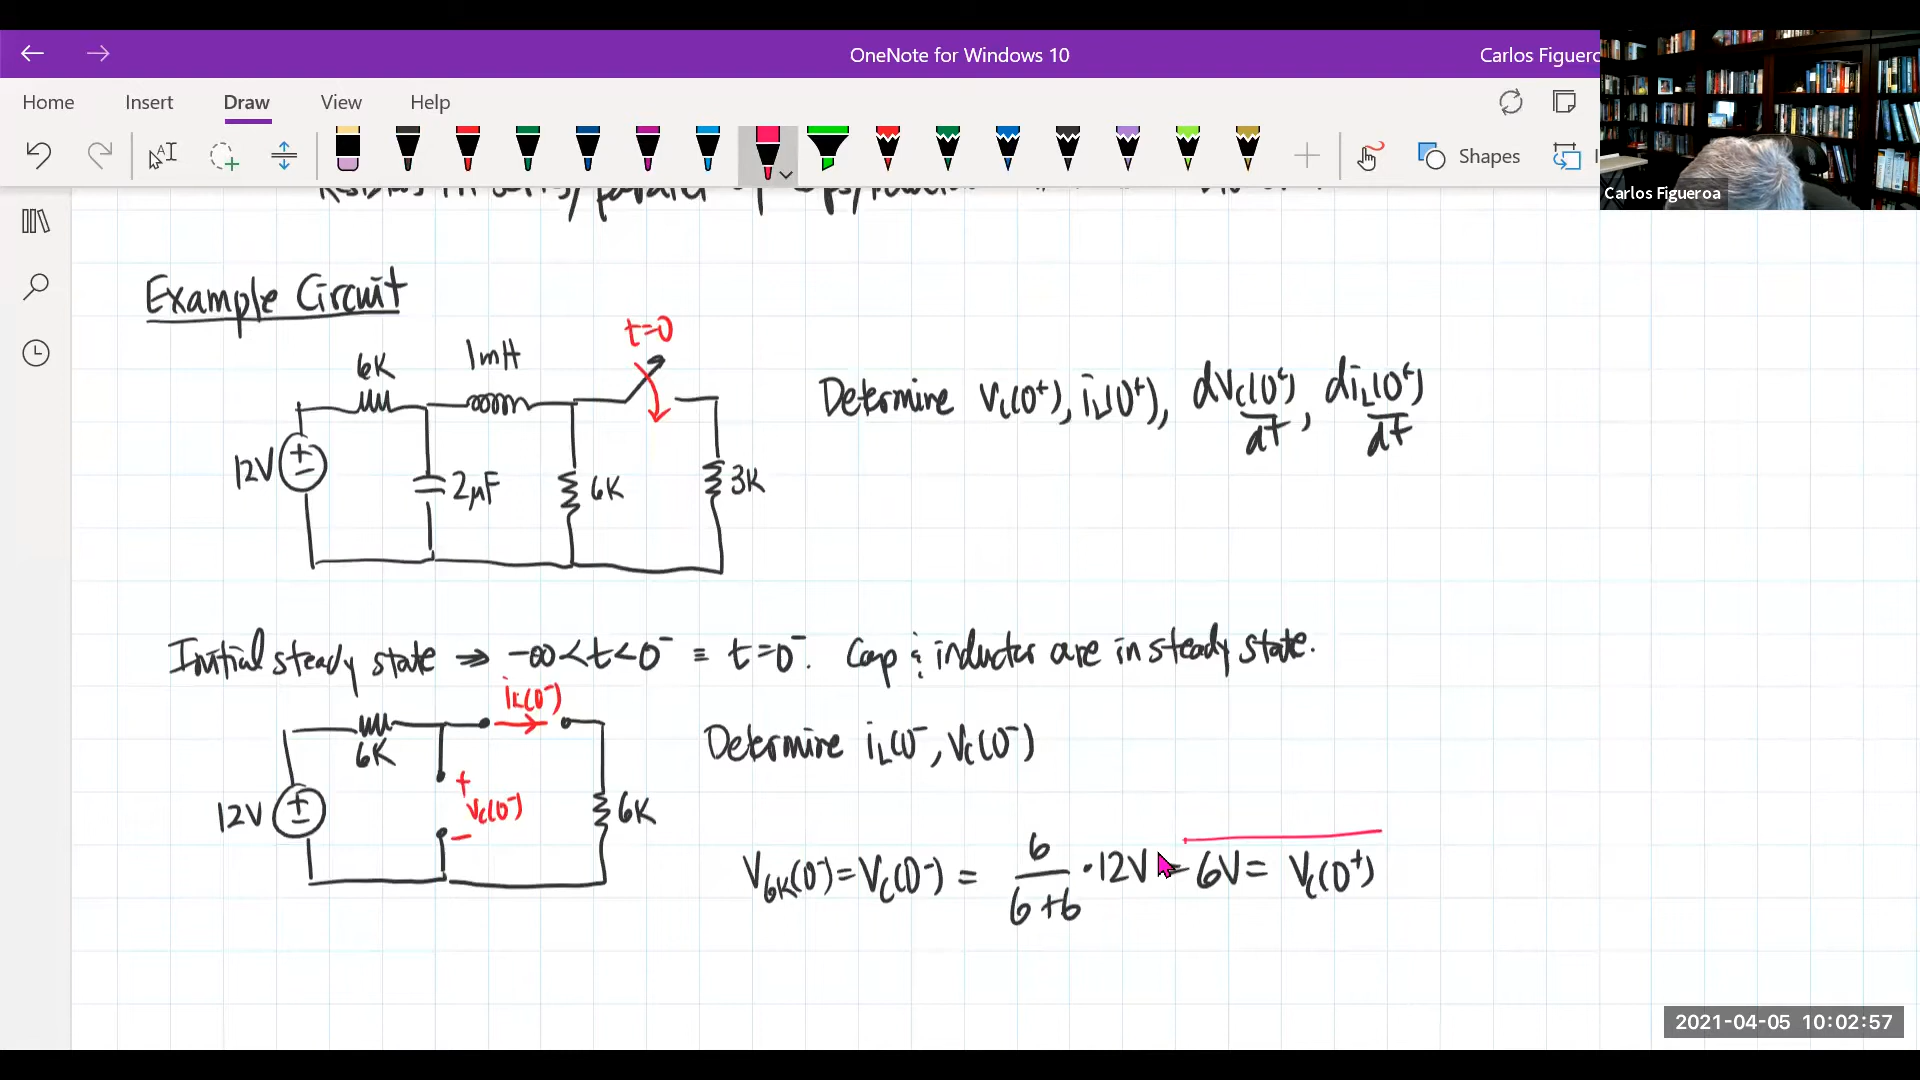 OneNote for Windows 10
Carlos Figuero
Home Insert Draw View Help
Shapes
Carlos Figueroa
Example Circuit
t=0
6K 1mH
12V + − 2μF 6K 3K
Determine Vc(0⁺), iL(0⁺), dVc(0⁺)/dt, diL(0⁺)/dt
Initial steady state ⇒ -∞<t<0⁻ ≡ t=0⁻. Cap & inductor are in steady state.
iL(0⁻)
6K
Determine iL(0⁻, Vc(0⁻)
12V + − + Vc(0⁻) − 6K
V6K(0⁻)=Vc(0⁻) = 6/(6+6) · 12V = 6V = Vc(0⁺)
2021-04-05 10:02:57